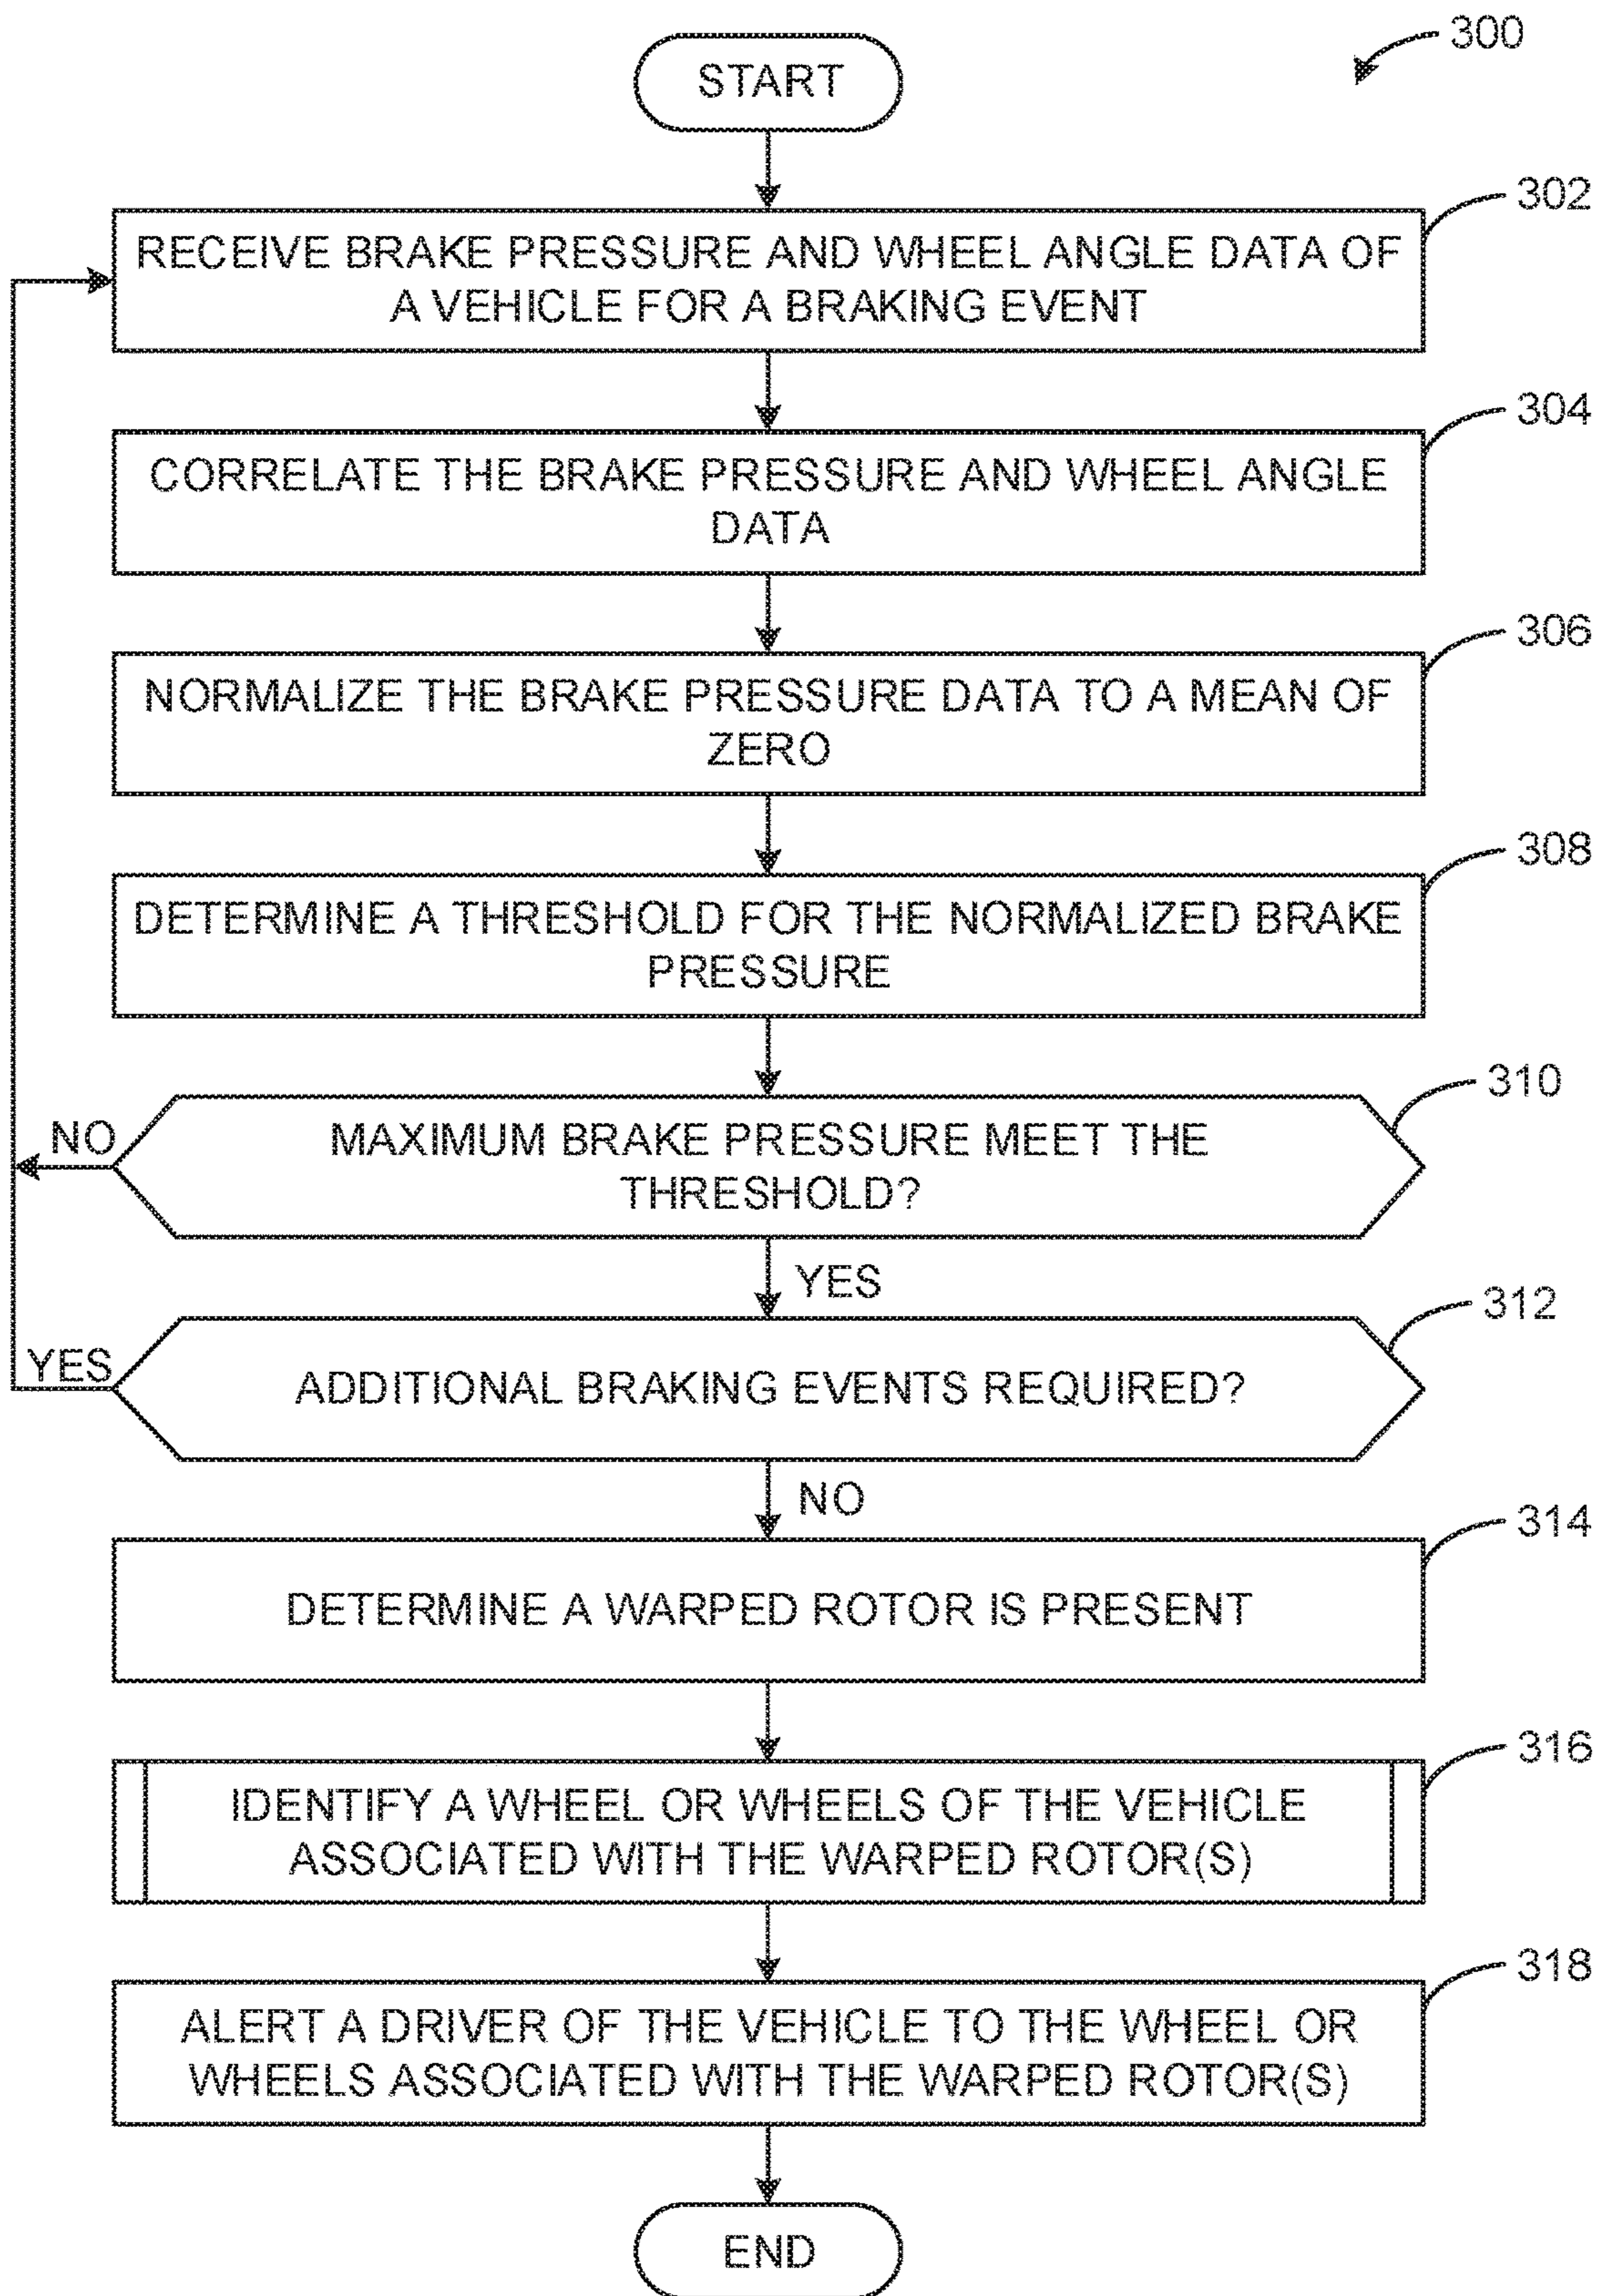 300
START
302
RECEIVE BRAKE PRESSURE AND WHEEL ANGLE DATA OF
A VEHICLE FOR A BRAKING EVENT
304
CORRELATE THE BRAKE PRESSURE AND WHEEL ANGLE
DATA
306
NORMALIZE THE BRAKE PRESSURE DATA TO A MEAN OF
ZERO
308
DETERMINE A THRESHOLD FOR THE NORMALIZED BRAKE
PRESSURE
310
NO
MAXIMUM BRAKE PRESSURE MEET THE
THRESHOLD?
YES
312
YES
ADDITIONAL BRAKING EVENTS REQUIRED?
NO
314
DETERMINE A WARPED ROTOR IS PRESENT
316
IDENTIFY A WHEEL OR WHEELS OF THE VEHICLE
ASSOCIATED WITH THE WARPED ROTOR(S)
318
ALERT A DRIVER OF THE VEHICLE TO THE WHEEL OR
WHEELS ASSOCIATED WITH THE WARPED ROTOR(S)
END